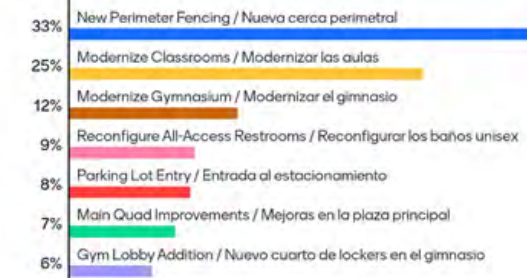 33% New Perimeter Fencing / Nueva cerca perimetral
25% Modernize Classrooms / Modernizar las aulas
12% Modernize Gymnasium / Modernizar el gimnasio
9% Reconfigure All-Access Restrooms / Reconfigurar los baños unisex
8% Parking Lot Entry / Entrada al estacionamiento
7% Main Quad Improvements / Mejoras en la plaza principal
6% Gym Lobby Addition / Nuevo cuarto de lockers en el gimnasio